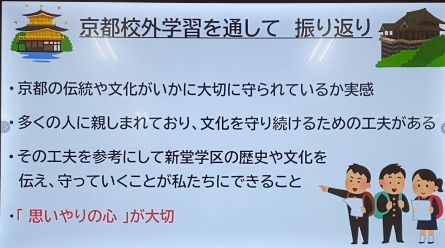 京都校外学習を通して 振り返り
・京都の伝統や文化がいかに大切に守られているか実感
・多くの人に親しまれており、文化を守り続けるための工夫がある
・その工夫を参考にして新堂学区の歴史や文化を
伝え、守っていくことが私たちにできること
・「 思いやりの心 」が大切